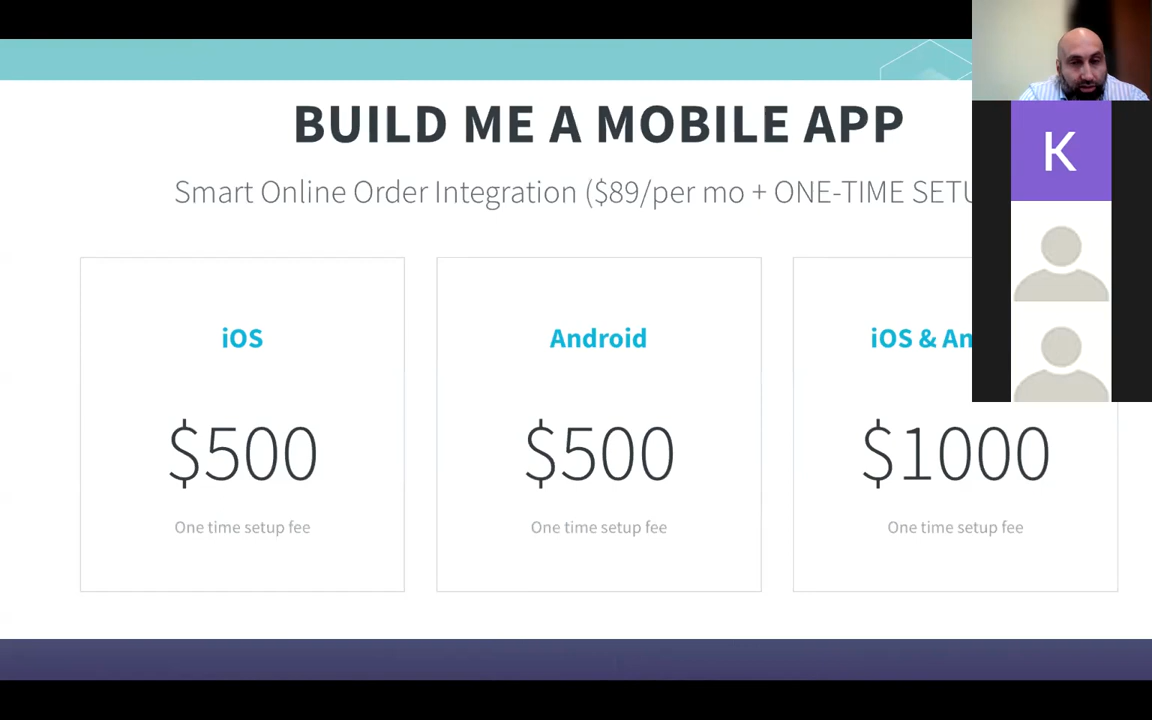 BUILD ME A MOBILE APP
Smart Online Order Integration ($89/per mo + ONE-TIME
K
iOS
Android
iOS &
$500
$500
$1000
One time setup fee
One time setup fee
One time setup fee